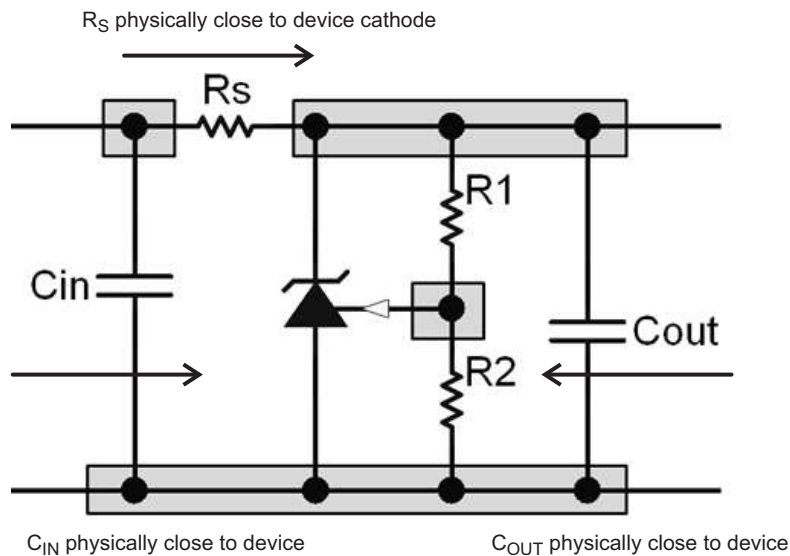 RS physically close to device cathode
Rs
R1
Cin
R2
Cout
CIN physically close to device
COUT physically close to device